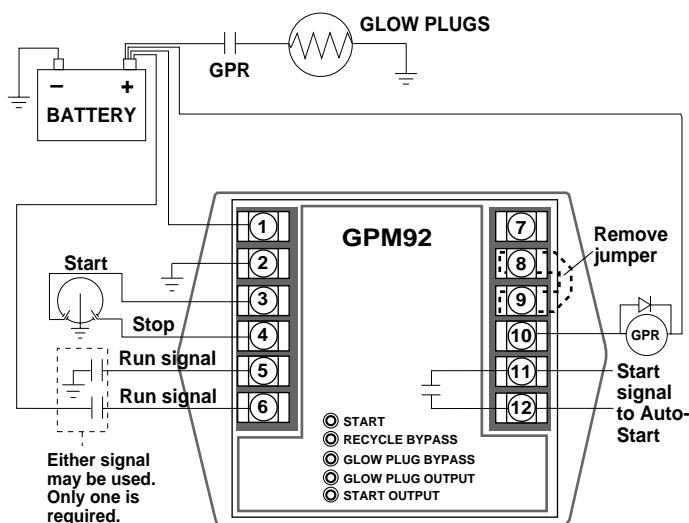 GLOW PLUGS
GPR
− +
BATTERY
GPM92
1
2
3
4
5
6
7
8
9
10
11
12
Start
Stop
Run signal
Run signal
Either signal
may be used.
Only one is
required.
Remove
jumper
GPR
Start
signal
to Auto-
Start
START
RECYCLE BYPASS
GLOW PLUG BYPASS
GLOW PLUG OUTPUT
START OUTPUT